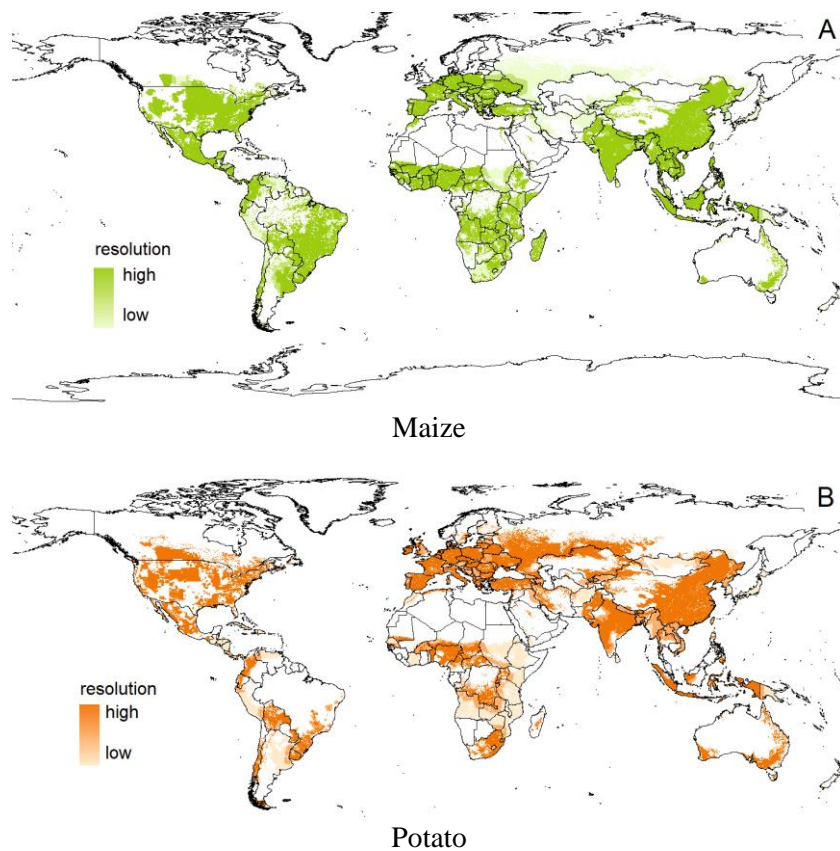 A
resolution
high
low
Maize
B
resolution
high
low
Potato